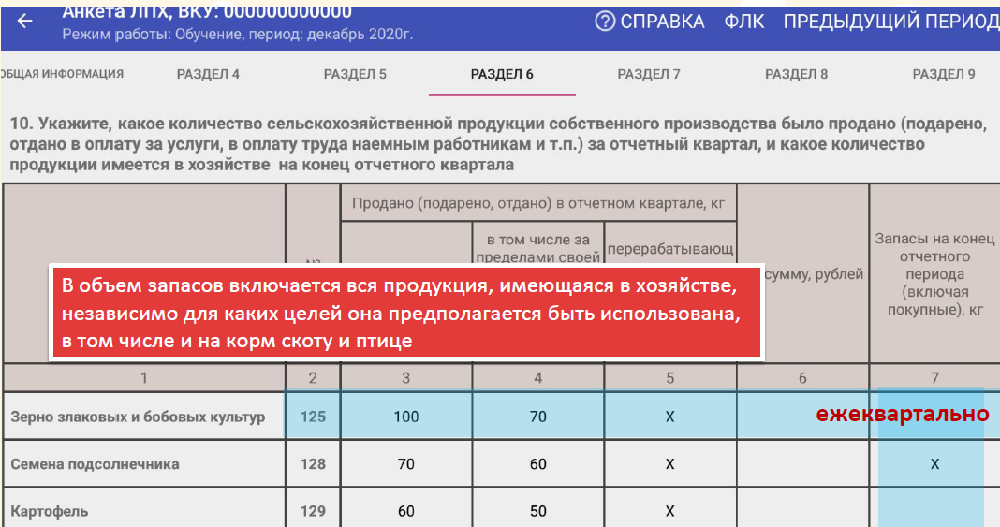 Анкета ЛПХ, ВКУ: 000000000000
Режим работы: Обучение, период: декабрь 2020г.
СПРАВКА ФЛК ПРЕДЫДУЩИЙ ПЕРИОД
ОБЩАЯ ИНФОРМАЦИЯ РАЗДЕЛ 4 РАЗДЕЛ 5 РАЗДЕЛ 6 РАЗДЕЛ 7 РАЗДЕЛ 8 РАЗДЕЛ 9
10. Укажите, какое количество сельскохозяйственной продукции собственного производства было продано (подарено,
отдано в оплату за услуги, в оплату труда наемным работникам и т.п.) за отчетный квартал, и какое количество
продукции имеется в хозяйстве на конец отчетного квартала
Продано (подарено, отдано) в отчетном квартале, кг
в том числе за
пределами своей
перерабатывающ
сумму, рублей
Запасы на конец
отчетного
периода
(включая
покупные), кг
В объем запасов включается вся продукция, имеющаяся в хозяйстве,
независимо для каких целей она предполагается быть использована,
в том числе и на корм скоту и птице
1 2 3 4 5 6 7
Зерно злаковых и бобовых культур 125 100 70 X ежеквартально
Семена подсолнечника 128 70 60 X X
Картофель 129 60 50 X